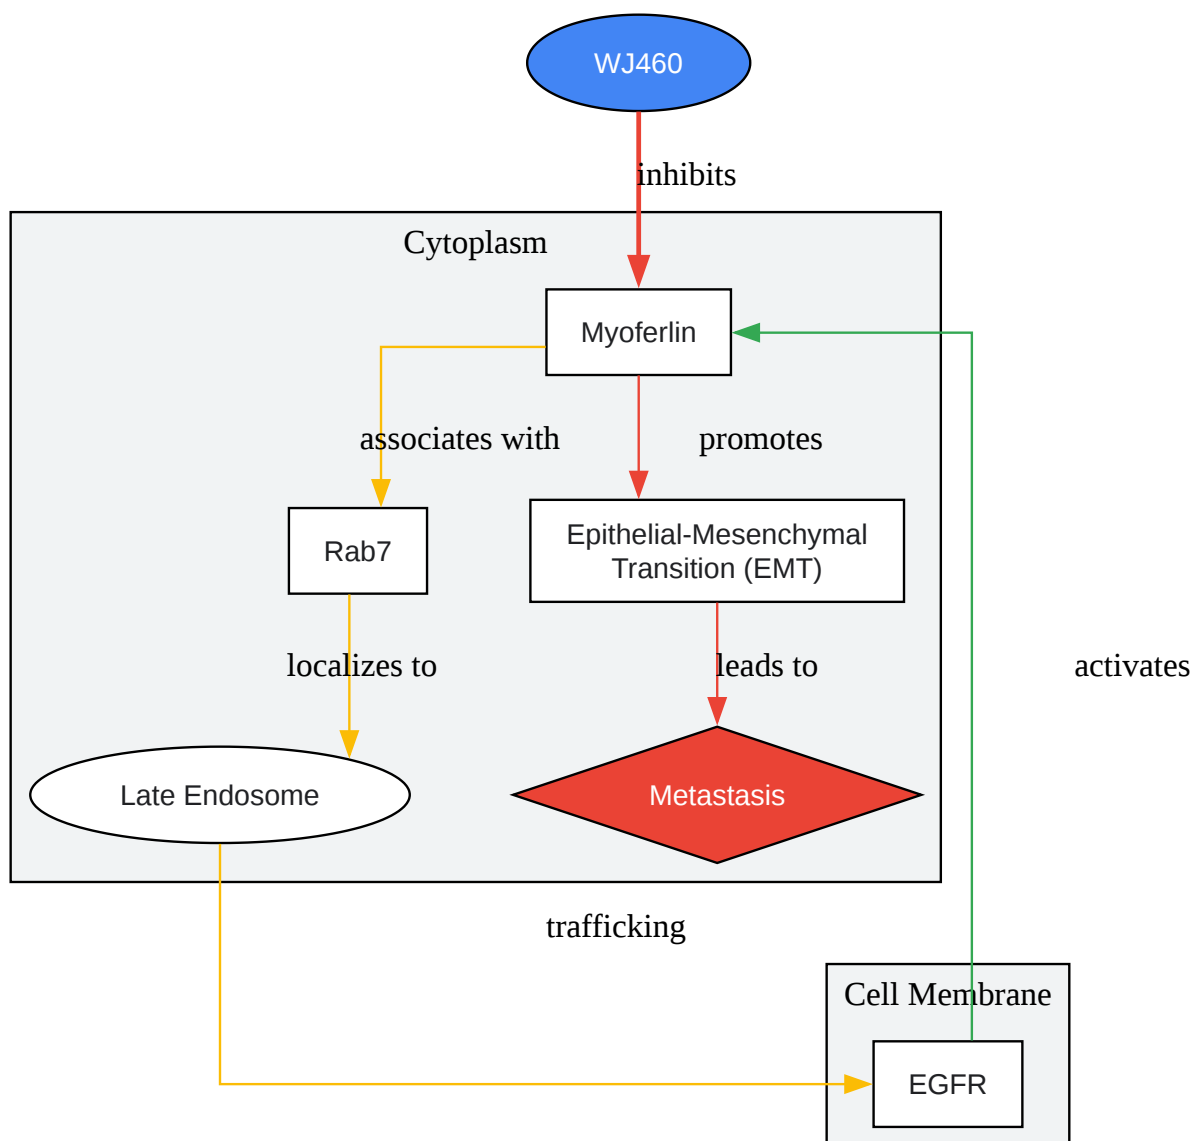 WJ460
inhibits
Cytoplasm
Myoferlin
associates with
promotes
Rab7
Epithelial-Mesenchymal
Transition (EMT)
localizes to
leads to
activates
Late Endosome
Metastasis
trafficking
Cell Membrane
EGFR